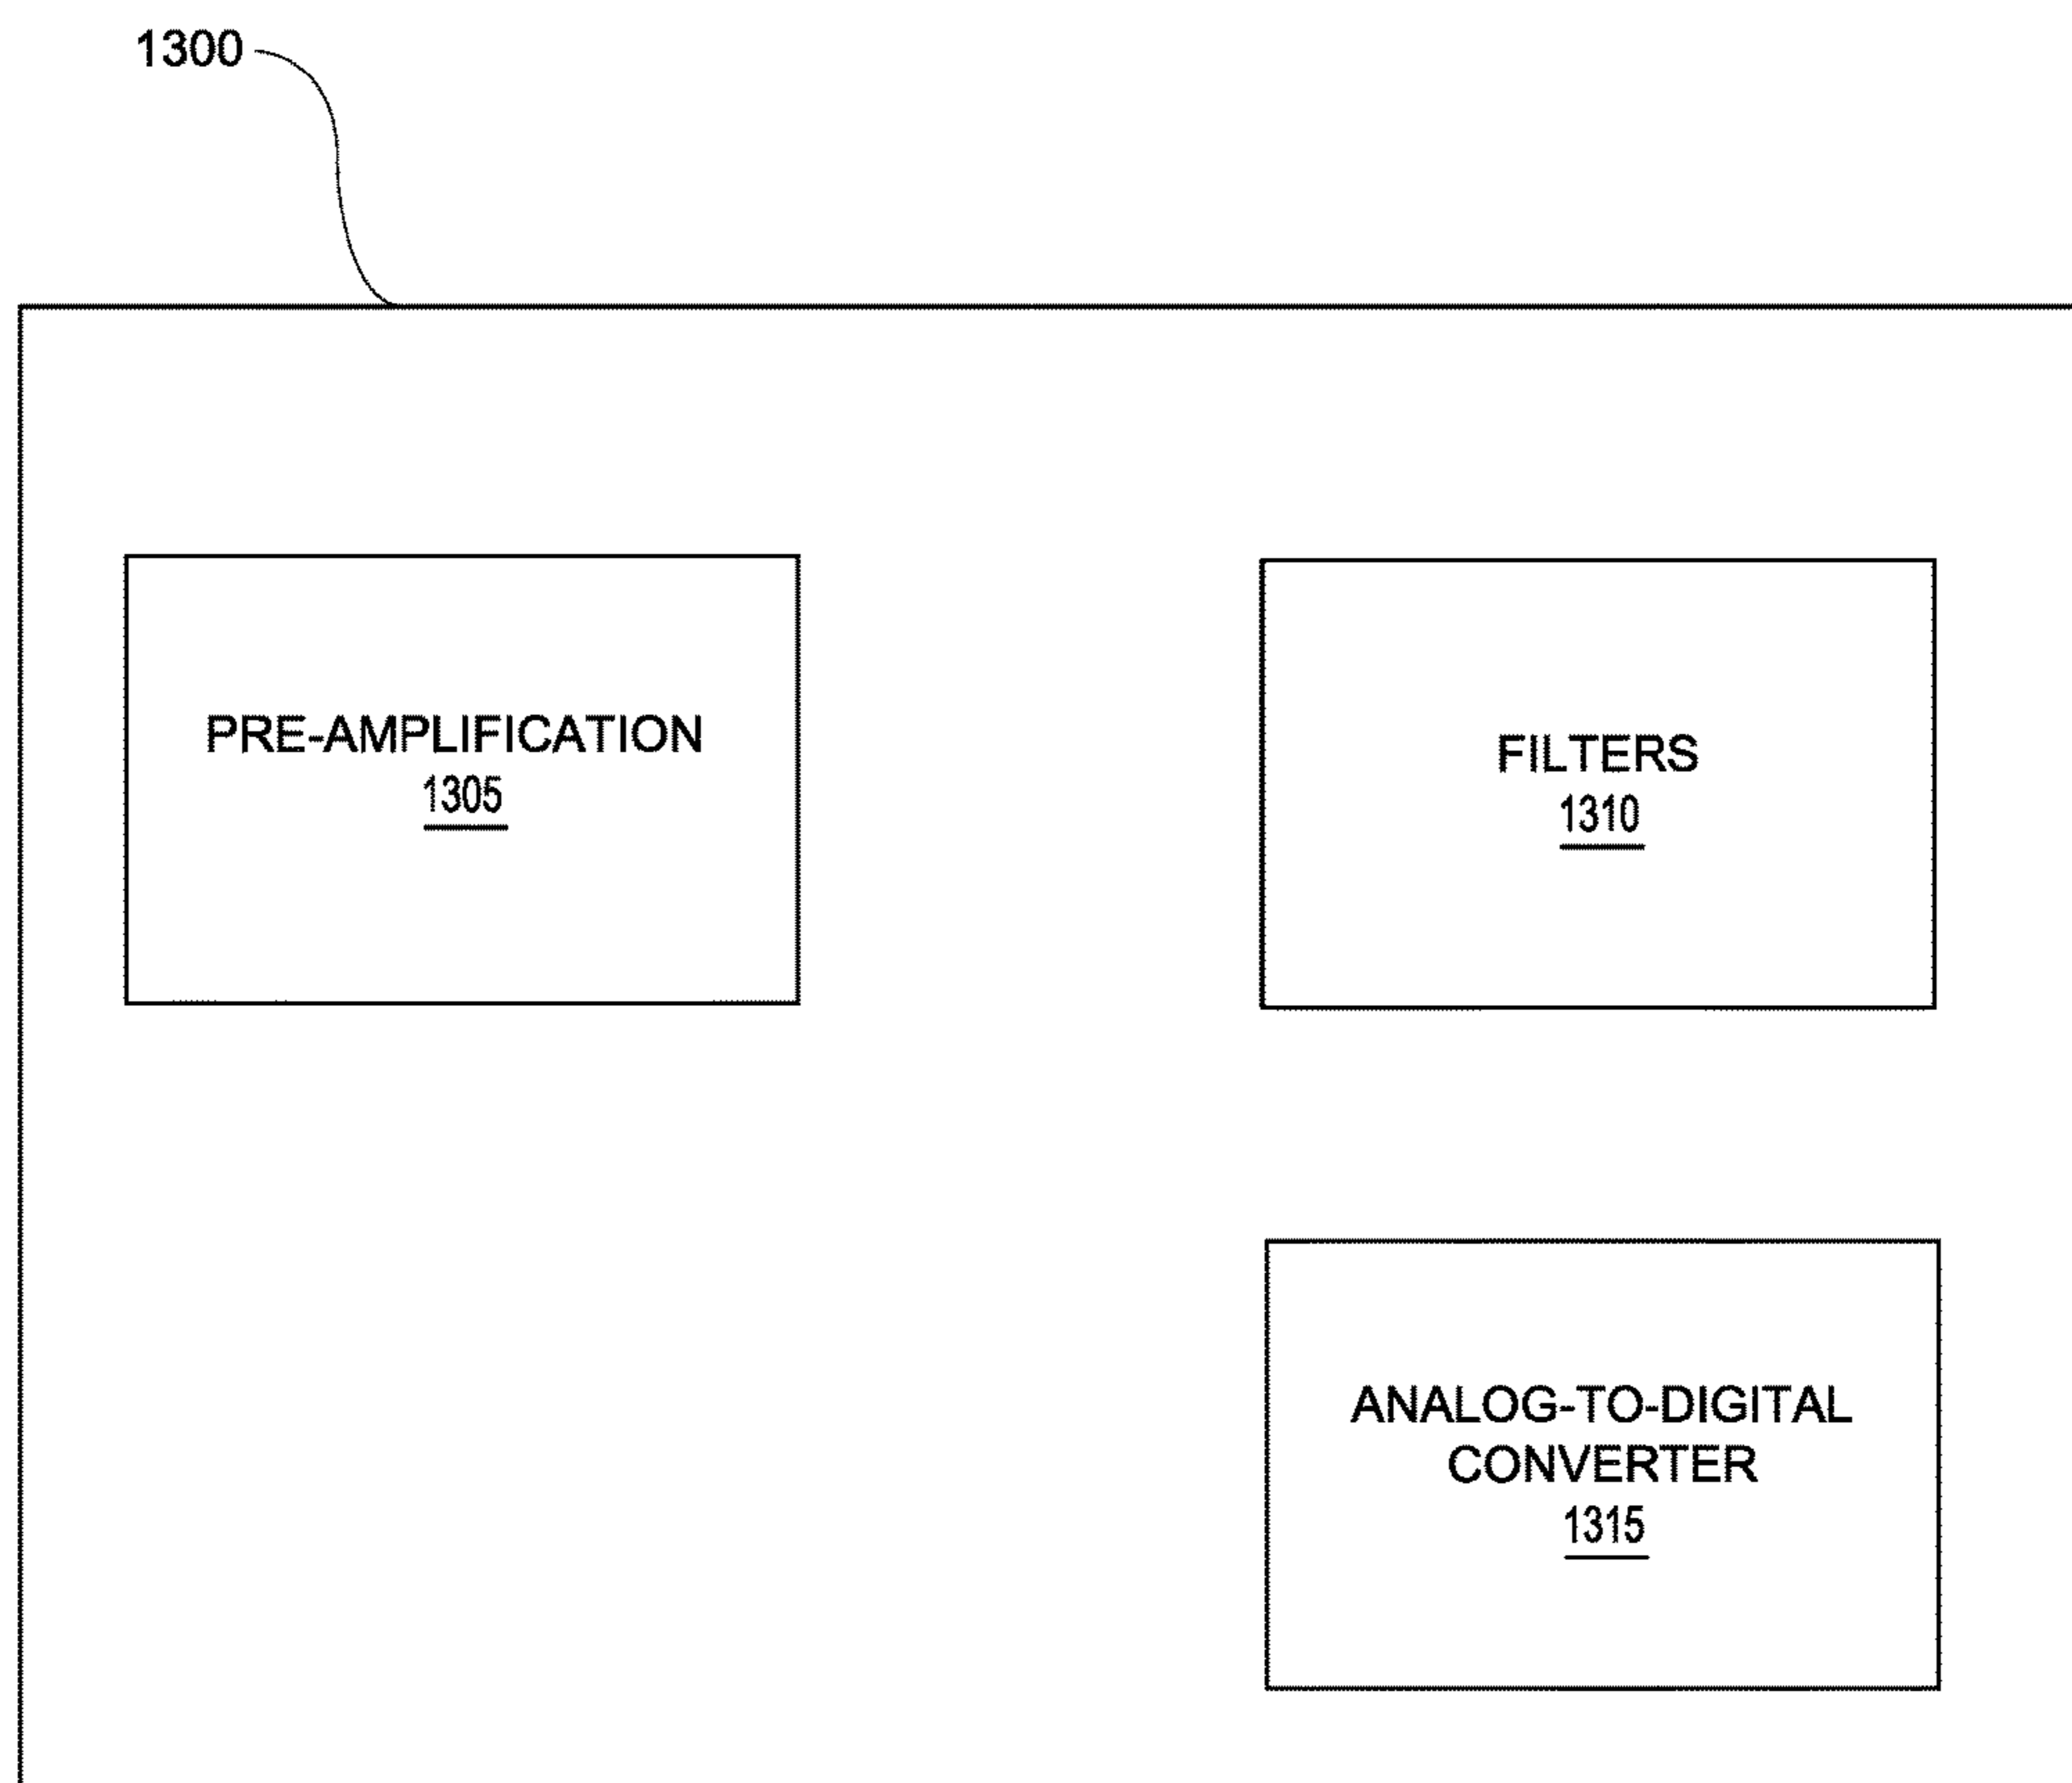 1300
PRE-AMPLIFICATION
1305
FILTERS
1310
ANALOG-TO-DIGITAL
CONVERTER
1315